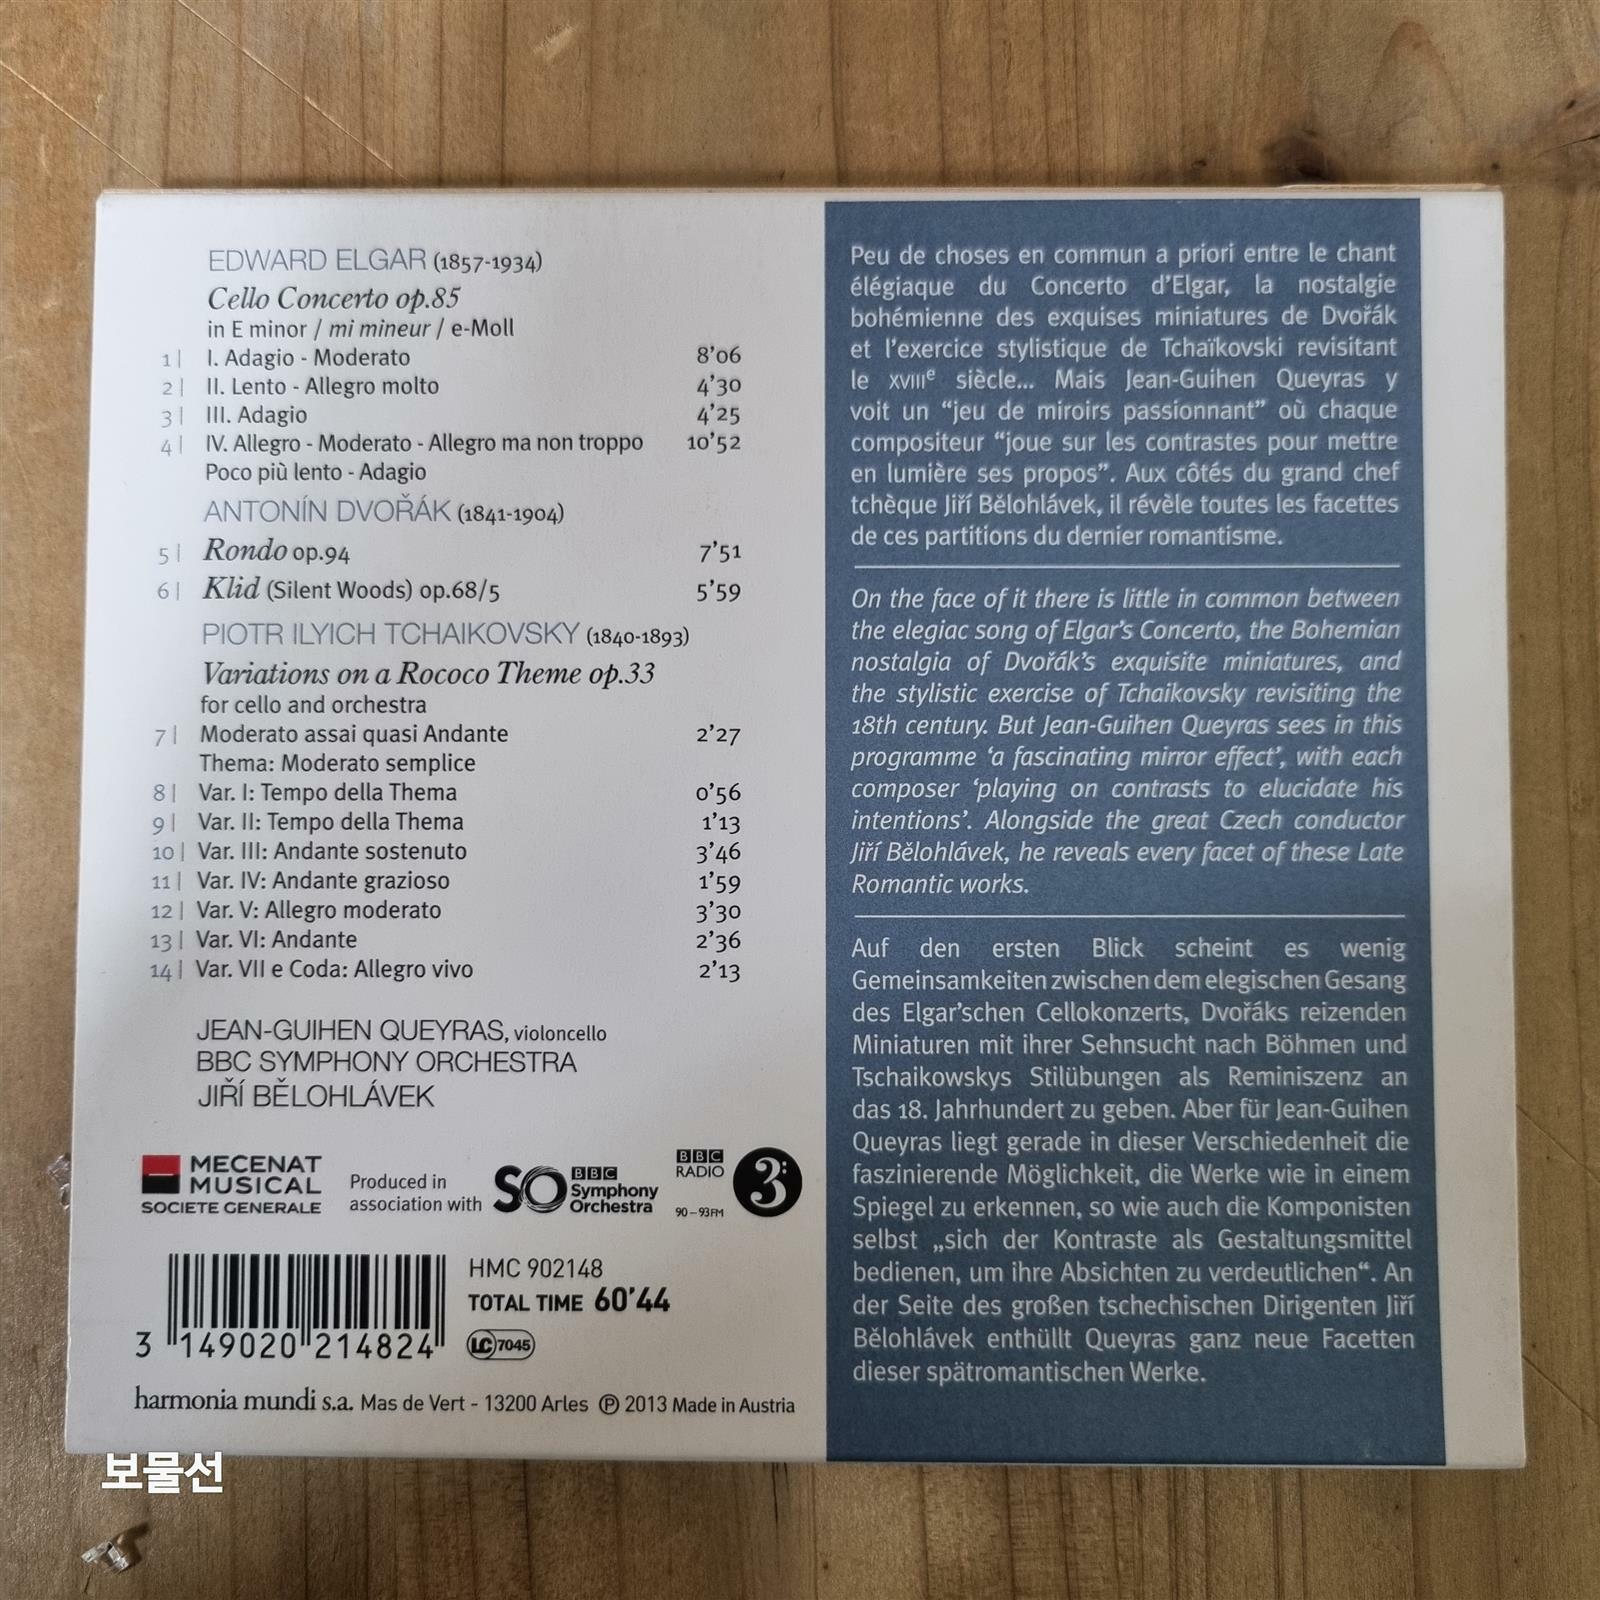 EDWARD ELGAR (1857-1934)
Cello Concerto op.85
in E minor / mi mineur / e-Moll
1 | I. Adagio - Moderato 8’06
2 | II. Lento - Allegro molto 4’30
3 | III. Adagio 4’25
4 | IV. Allegro - Moderato - Allegro ma non troppo 10’52
Poco più lento - Adagio
ANTONÍN DVOŘÁK (1841-1904)
5 | Rondo op.94 7’51
6 | Klid (Silent Woods) op.68/5 5’59
PIOTR ILYICH TCHAIKOVSKY (1840-1893)
Variations on a Rococo Theme op.33
for cello and orchestra
7 | Moderato assai quasi Andante 2’27
Thema: Moderato semplice
8 | Var. I: Tempo della Thema 0’56
9 | Var. II: Tempo della Thema 1’13
10 | Var. III: Andante sostenuto 3’46
11 | Var. IV: Andante grazioso 1’59
12 | Var. V: Allegro moderato 3’30
13 | Var. VI: Andante 2’36
14 | Var. VII e Coda: Allegro vivo 2’13
JEAN-GUIHEN QUEYRAS, violoncello
BBC SYMPHONY ORCHESTRA
JIŘÍ BĚLOHLÁVEK
MECENAT
MUSICAL
SOCIETE GENERALE
Produced in
association with
SO BBC
Symphony
Orchestra
BBC
RADIO
90 – 93 FM
3
HMC 902148
TOTAL TIME 60’44
LC 7045
3 149020 214824
harmonia mundi s.a. Mas de Vert - 13200 Arles ℗ 2013 Made in Austria
Peu de choses en commun a priori entre le chant
élégiaque du Concerto d’Elgar, la nostalgie
bohémienne des exquises miniatures de Dvořák
et l’exercice stylistique de Tchaïkovski revisitant
le XVIIIe siècle... Mais Jean-Guihen Queyras y
voit un “jeu de miroirs passionnant” où chaque
compositeur “joue sur les contrastes pour mettre
en lumière ses propos”. Aux côtés du grand chef
tchèque Jiří Bělohlávek, il révèle toutes les facettes
de ces partitions du dernier romantisme.
On the face of it there is little in common between
the elegiac song of Elgar’s Concerto, the Bohemian
nostalgia of Dvořák’s exquisite miniatures, and
the stylistic exercise of Tchaikovsky revisiting the
18th century. But Jean-Guihen Queyras sees in this
programme ‘a fascinating mirror effect’, with each
composer ‘playing on contrasts to elucidate his
intentions’. Alongside the great Czech conductor
Jiří Bělohlávek, he reveals every facet of these Late
Romantic works.
Auf den ersten Blick scheint es wenig
Gemeinsamkeiten zwischen dem elegischen Gesang
des Elgar’schen Cellokonzerts, Dvořáks reizenden
Miniaturen mit ihrer Sehnsucht nach Böhmen und
Tschaikowskys Stilübungen als Reminiszenz an
das 18. Jahrhundert zu geben. Aber für Jean-Guihen
Queyras liegt gerade in dieser Verschiedenheit die
faszinierende Möglichkeit, die Werke wie in einem
Spiegel zu erkennen, so wie auch die Komponisten
selbst „sich der Kontraste als Gestaltungsmittel
bedienen, um ihre Absichten zu verdeutlichen“. An
der Seite des großen tschechischen Dirigenten Jiří
Bělohlávek enthüllt Queyras ganz neue Facetten
dieser spätromantischen Werke.
보물선